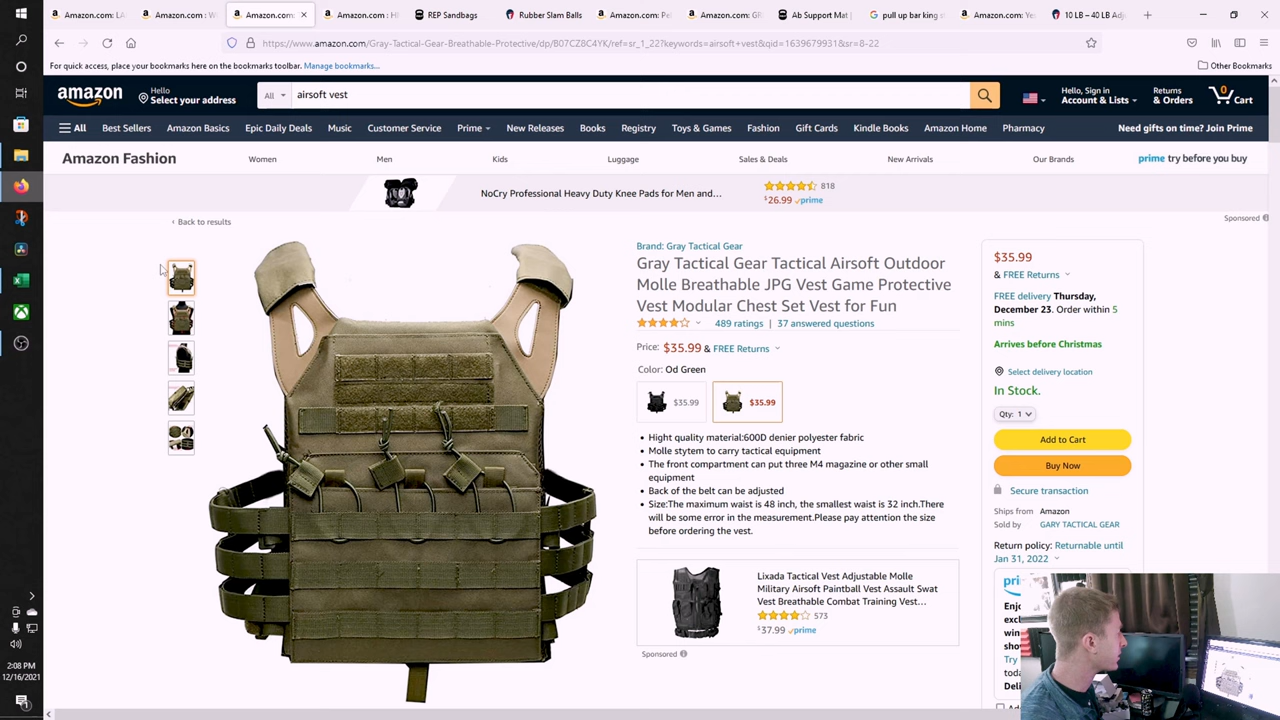 Amazon.com: LA
Amazon.com : W
Amazon.com:
Amazon.com : H
REP Sandbags
Rubber Slam Balls
Amazon.com: Pe
Amazon.com: GR
Ab Support Mat |
pull up bar king s
Amazon.com: Yes
10 LB – 40 LB Adj
https://www.amazon.com/Gray-Tactical-Gear-Breathable-Protective/dp/B07CZ8C4YK/ref=sr_1_22?keywords=airsoft+vest&qid=1639679931&sr=8-22
For quick access, place your bookmarks here on the bookmarks toolbar. Manage bookmarks...
Other Bookmarks
amazon
Hello
Select your address
All
airsoft vest
Hello, Sign in
Account & Lists
Returns
& Orders
0
Cart
All
Best Sellers
Amazon Basics
Epic Daily Deals
Music
Customer Service
Prime
New Releases
Books
Registry
Toys & Games
Fashion
Gift Cards
Kindle Books
Amazon Home
Pharmacy
Need gifts on time? Join Prime
Amazon Fashion
Women
Men
Kids
Luggage
Sales & Deals
New Arrivals
Our Brands
prime try before you buy
NoCry Professional Heavy Duty Knee Pads for Men and...
818
$26.99 prime
Sponsored
‹ Back to results
Brand: Gray Tactical Gear
Gray Tactical Gear Tactical Airsoft Outdoor
Molle Breathable JPG Vest Game Protective
Vest Modular Chest Set Vest for Fun
489 ratings | 37 answered questions
Price: $35.99 & FREE Returns
Color: Od Green
$35.99
$35.99
• Hight quality material:600D denier polyester fabric
• Molle stytem to carry tactical equipment
• The front compartment can put three M4 magazine or other small
equipment
• Back of the belt can be adjusted
• Size:The maximum waist is 48 inch, the smallest waist is 32 inch.There
will be some error in the measurement.Please pay attention the size
before ordering the vest.
Lixada Tactical Vest Adjustable Molle
Military Airsoft Paintball Vest Assault Swat
Vest Breathable Combat Training Vest...
573
$37.99 prime
Sponsored
$35.99
& FREE Returns
FREE delivery Thursday,
December 23. Order within 5
mins
Arrives before Christmas
Select delivery location
In Stock.
Qty: 1
Add to Cart
Buy Now
Secure transaction
Ships from Amazon
Sold by GARY TACTICAL GEAR
Return policy: Returnable until
Jan 31, 2022
Enjo
Try
toda
Deli
2:08 PM
12/16/2021